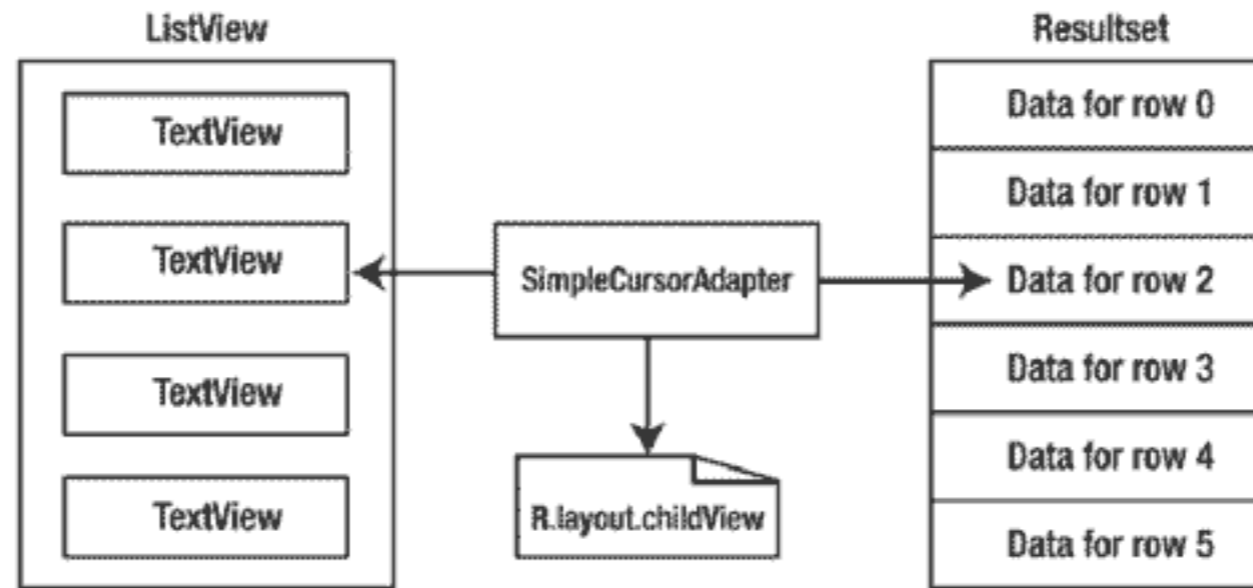 ListView
TextView
TextView
TextView
TextView
SimpleCursorAdapter
R.layout.childView
Resultset
Data for row 0
Data for row 1
Data for row 2
Data for row 3
Data for row 4
Data for row 5